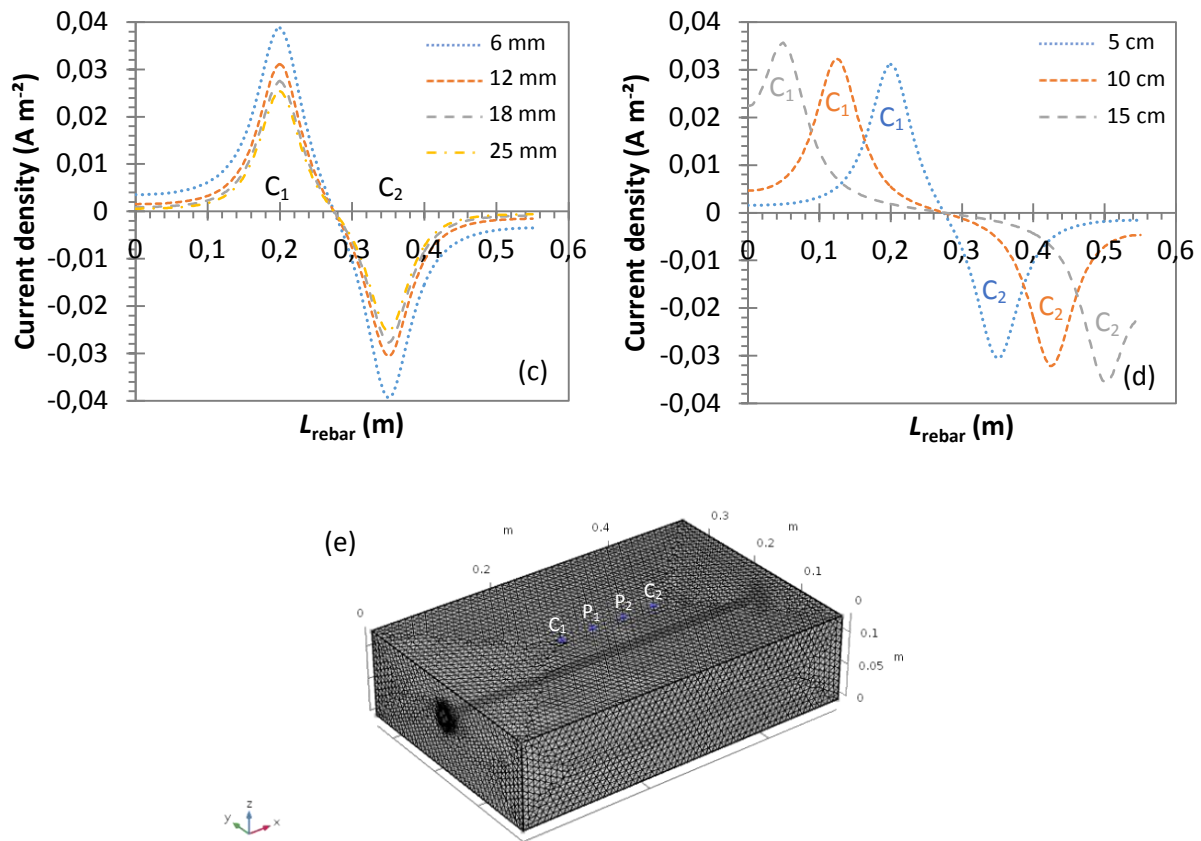 Current density (A m⁻²)
0,04
0,03
0,02
0,01
0
-0,01
-0,02
-0,03
-0,04
0 0,1 0,2 0,3 0,4 0,5 0,6
6 mm
12 mm
18 mm
25 mm
C₁ C₂
(c)
L_rebar (m)
Current density (A m⁻²)
0,04
0,03
0,02
0,01
0
-0,01
-0,02
-0,03
-0,04
0 0,1 0,2 0,3 0,4 0,5 0,6
5 cm
10 cm
15 cm
C₁ C₁ C₁
C₂ C₂ C₂
(d)
L_rebar (m)
(e)
m
0.4
0.2
0
0.3
m
0.2
0.1
0
0.1
0.05
m
0
C₁ P₁ P₂ C₂
y z x